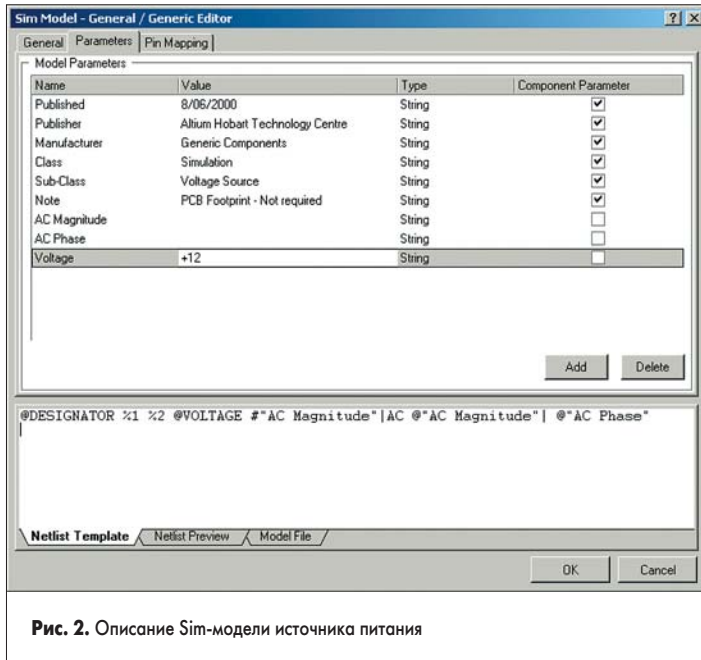 Sim Model - General / Generic Editor
General Parameters Pin Mapping
Model Parameters
Name Value Type Component Parameter
Published 8/06/2000 String
Publisher Altium Hobart Technology Centre String
Manufacturer Generic Components String
Class Simulation String
Sub-Class Voltage Source String
Note PCB Footprint - Not required String
AC Magnitude String
AC Phase String
Voltage +12 String
Add Delete
@DESIGNATOR %1 %2 @VOLTAGE #"AC Magnitude"|AC @"AC Magnitude"| @"AC Phase"
Netlist Template Netlist Preview Model File
OK Cancel
Рис. 2. Описание Sim-модели источника питания